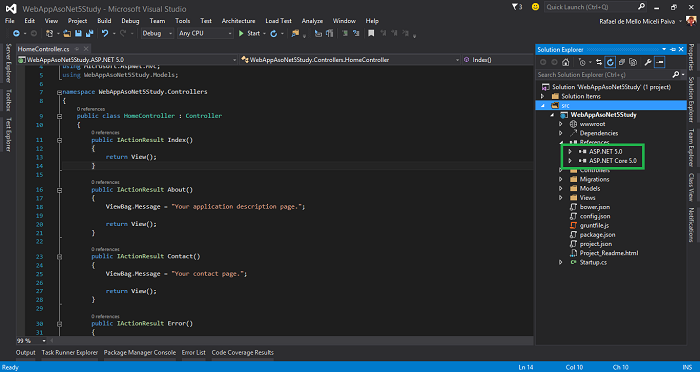 WebAppAsoNet5Study - Microsoft Visual Studio
3
Quick Launch (Ctrl+Q)
File Edit View Project Build Debug Team Tools Test Architecture Load Test Analyze Window Help
Rafael de Mello Miceli Paiva
Debug Any CPU Start
HomeController.cs
WebAppAsoNet5Study.ASP.NET 5.0 WebAppAsoNet5Study.Controllers.HomeController Index()
4 using Microsoft.AspNet.Mvc;
5 using WebAppAsoNet5Study.Models;
6
7 namespace WebAppAsoNet5Study.Controllers
8 {
0 references
9 public class HomeController : Controller
10 {
0 references
11 public IActionResult Index()
12 {
13 return View();
14 }
15
0 references
16 public IActionResult About()
17 {
18 ViewBag.Message = "Your application description page.";
19
20 return View();
21 }
22
0 references
23 public IActionResult Contact()
24 {
25 ViewBag.Message = "Your contact page.";
26
27 return View();
28 }
29
0 references
30 public IActionResult Error()
31 {
99 %
Server Explorer
Toolbox
Test Explorer
Solution Explorer
Search Solution Explorer (Ctrl+ç)
Solution 'WebAppAsoNet5Study' (1 project)
Solution Items
src
WebAppAsoNet5Study
wwwroot
Dependencies
References
ASP.NET 5.0
ASP.NET Core 5.0
Controllers
Migrations
Models
Views
bower.json
config.json
gruntfile.js
package.json
project.json
Project_Readme.html
Startup.cs
Properties
Solution Explorer
Team Explorer
Class View
Notifications
Output Task Runner Explorer Package Manager Console Error List Code Coverage Results
Ready Ln 14 Col 10 Ch 10 INS